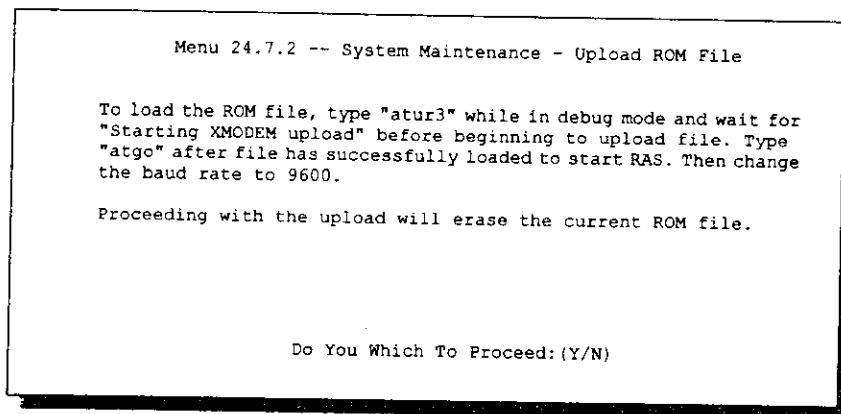 Menu 24.7.2 -- System Maintenance - Upload ROM File
To load the ROM file, type "atur3" while in debug mode and wait for
"Starting XMODEM upload" before beginning to upload file. Type
"atgo" after file has successfully loaded to start RAS. Then change
the baud rate to 9600.
Proceeding with the upload will erase the current ROM file.
Do You Which To Proceed:(Y/N)